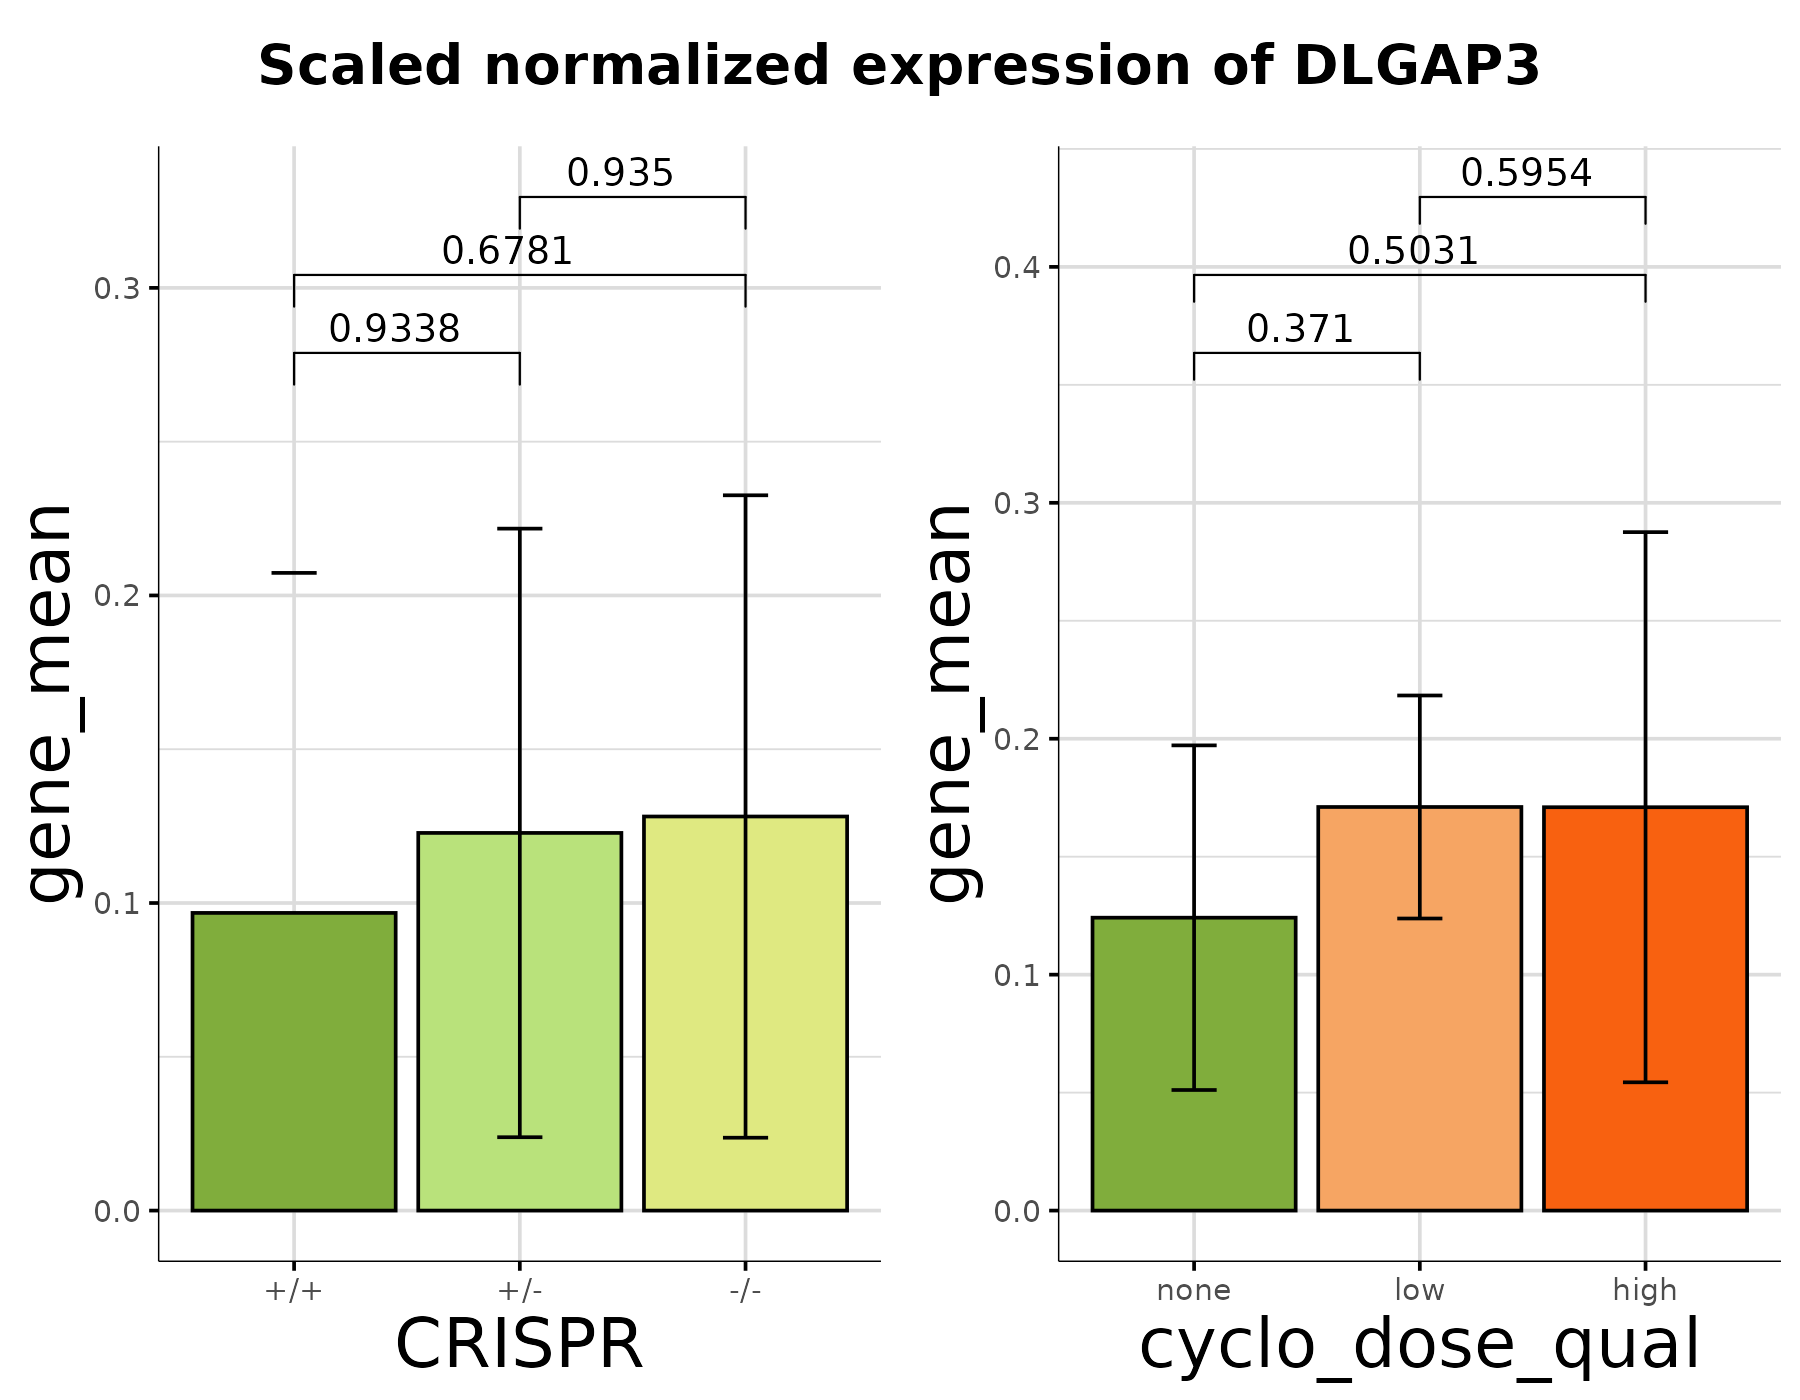 Scaled normalized expression of DLGAP3
gene_mean
0.3
0.2
0.1
0.0
0.935
0.6781
0.9338
+/+
+/-
-/-
CRISPR
gene_mean
0.4
0.3
0.2
0.1
0.0
0.5954
0.5031
0.371
none
low
high
cyclo_dose_qual